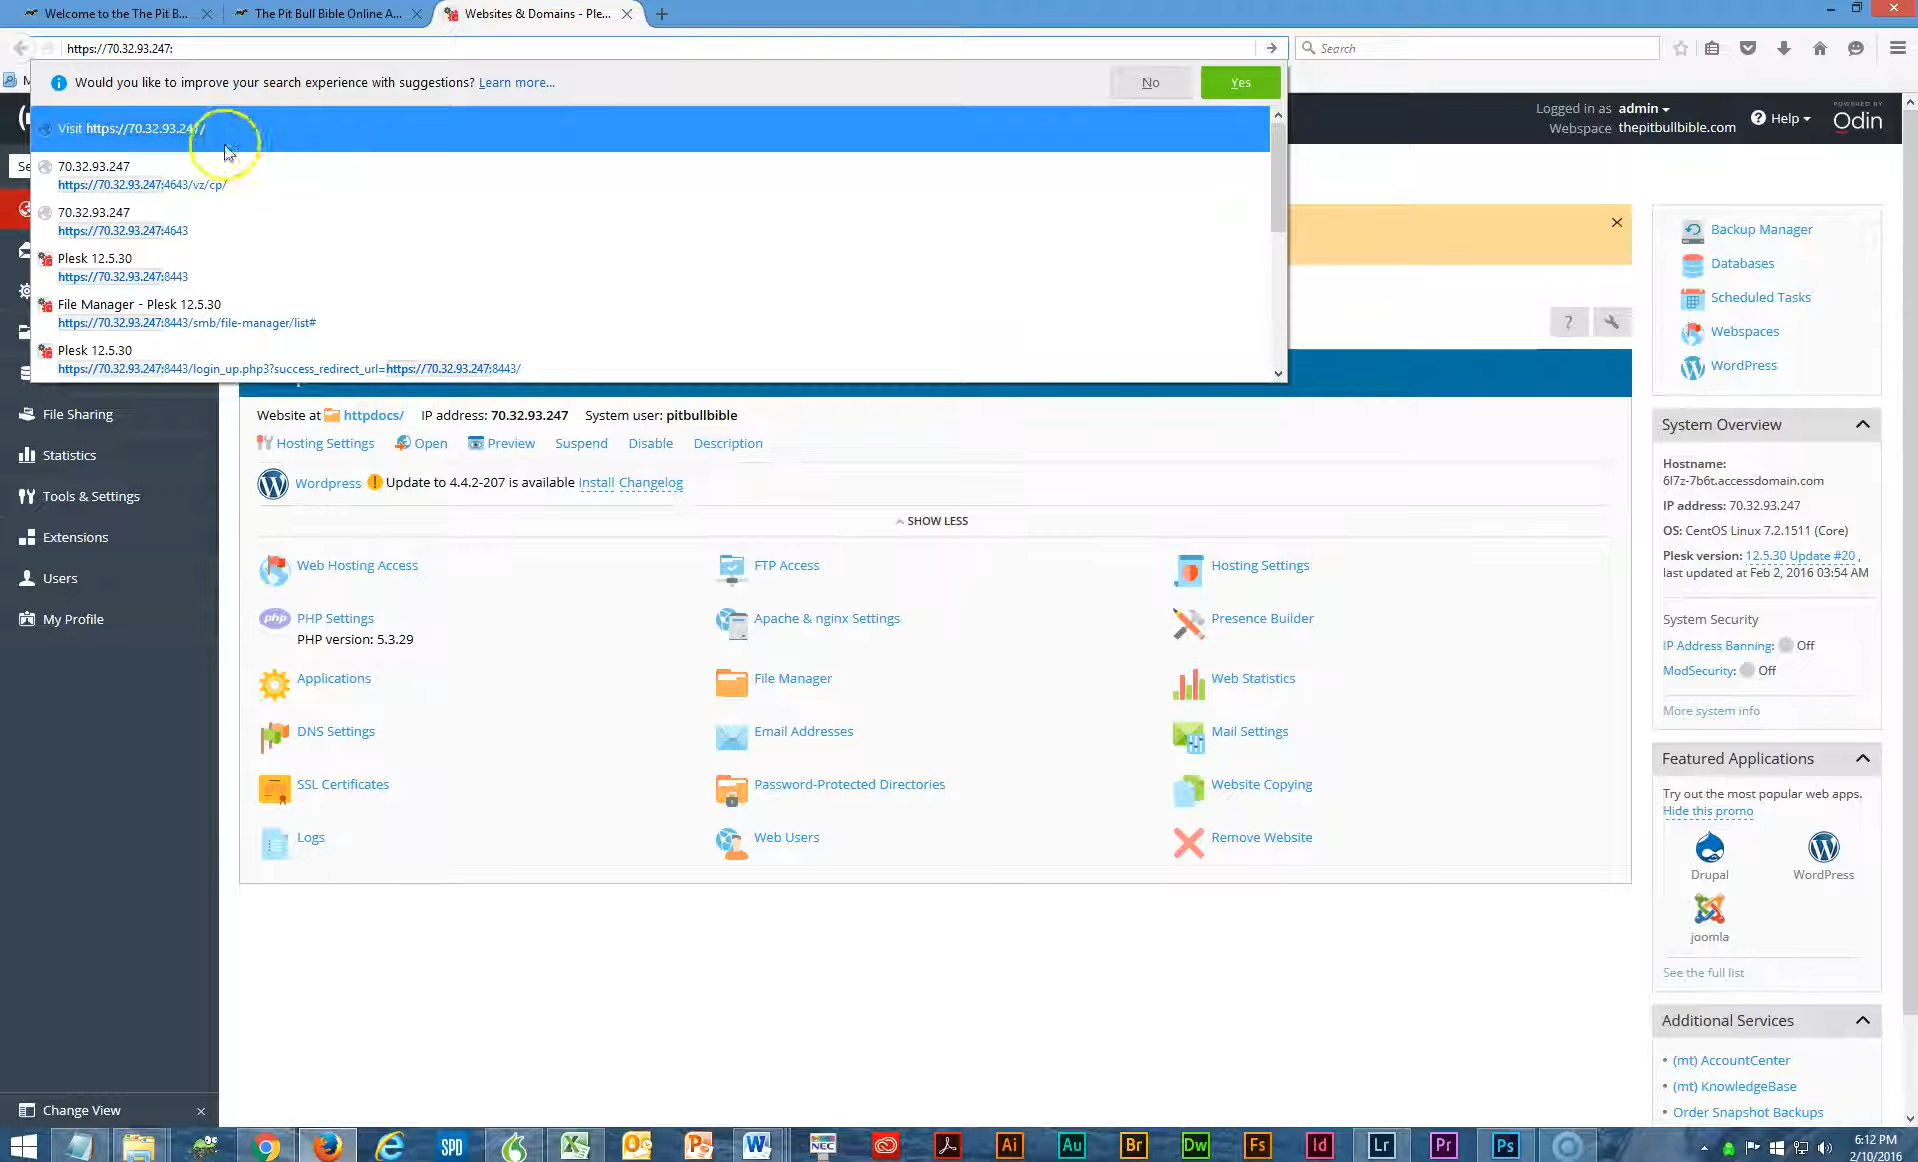 Welcome to the The Pit B...
The Pit Bull Bible Online A...
Websites & Domains - Ple...
https://70.32.93.247:
Search
Would you like to improve your search experience with suggestions? Learn more...
No
Yes
Visit https://70.32.93.247/
70.32.93.247
https://70.32.93.247:4643/vz/cp/
70.32.93.247
https://70.32.93.247:4643
Plesk 12.5.30
https://70.32.93.247:8443
File Manager - Plesk 12.5.30
https://70.32.93.247:8443/smb/file-manager/list#
Plesk 12.5.30
https://70.32.93.247:8443/login_up.php3?success_redirect_url=https://70.32.93.247:8443/
Logged in as admin
Webspace thepitbullbible.com
Help
POWERED BY
Odin
File Sharing
Statistics
Tools & Settings
Extensions
Users
My Profile
Change View
Website at httpdocs/ IP address: 70.32.93.247 System user: pitbullbible
Hosting Settings Open Preview Suspend Disable Description
Wordpress Update to 4.4.2-207 is available Install Changelog
SHOW LESS
Web Hosting Access
FTP Access
Hosting Settings
PHP Settings
PHP version: 5.3.29
Apache & nginx Settings
Presence Builder
Applications
File Manager
Web Statistics
DNS Settings
Email Addresses
Mail Settings
SSL Certificates
Password-Protected Directories
Website Copying
Logs
Web Users
Remove Website
Backup Manager
Databases
Scheduled Tasks
Webspaces
WordPress
System Overview
Hostname:
6l7z-7b6t.accessdomain.com
IP address: 70.32.93.247
OS: CentOS Linux 7.2.1511 (Core)
Plesk version: 12.5.30 Update #20 ,
last updated at Feb 2, 2016 03:54 AM
System Security
IP Address Banning: Off
ModSecurity: Off
More system info
Featured Applications
Try out the most popular web apps.
Hide this promo
Drupal
WordPress
Joomla
See the full list
Additional Services
(mt) AccountCenter
(mt) KnowledgeBase
Order Snapshot Backups
SPD
NEC
Ai
Au
Br
Dw
Fs
Id
Lr
Pr
Ps
6:12 PM
2/10/2016